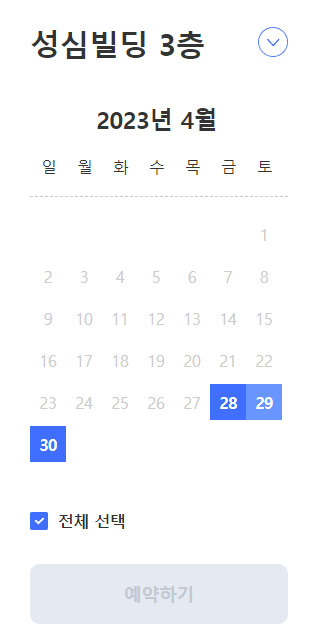 성심빌딩 3층
2023년 4월
일 월 화 수 목 금 토
1
2 3 4 5 6 7 8
9 10 11 12 13 14 15
16 17 18 19 20 21 22
23 24 25 26 27 28 29
30
전체 선택
예약하기